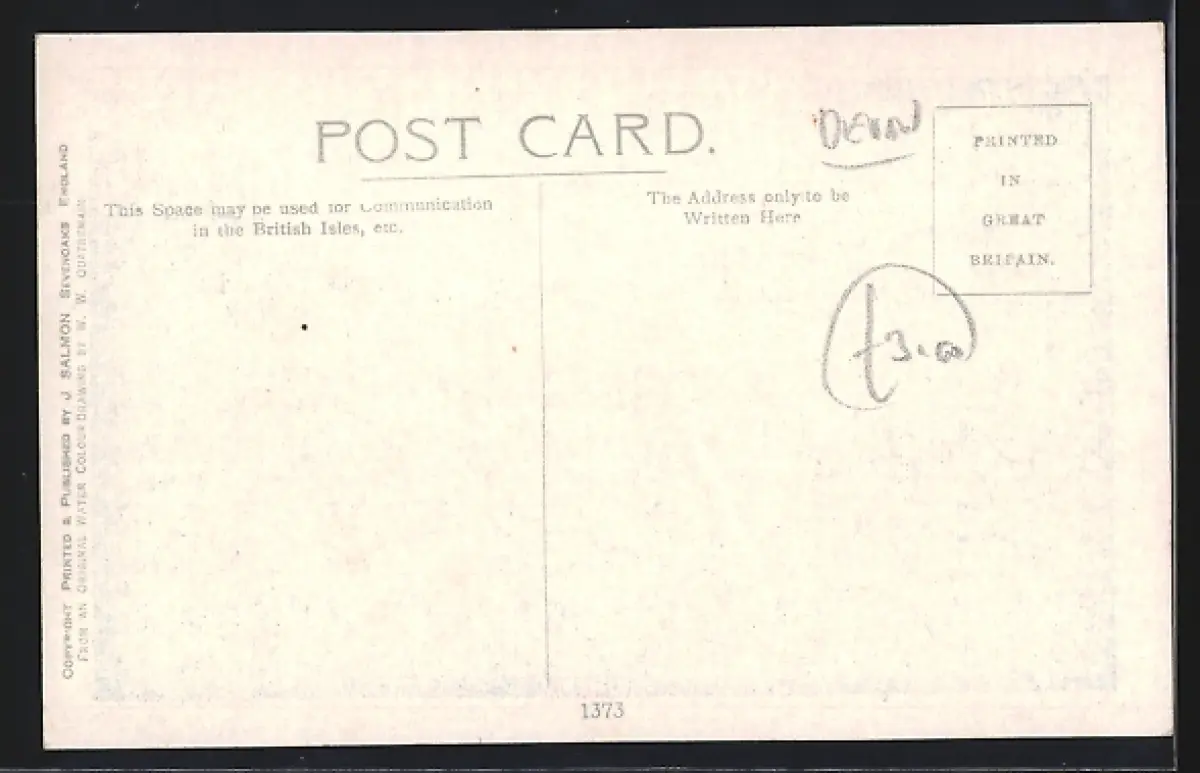 POST CARD.
DEVON
PRINTED
IN
GREAT
BRITAIN.
This Space may be used for Communication
in the British Isles, etc.
The Address only to be
Written Here
£3.00
COPYRIGHT PRINTED & PUBLISHED BY J SALMON SEVENOAKS ENGLAND
FROM AN ORIGINAL WATER COLOUR DRAWING BY W. W. QUATREMAIN
1373